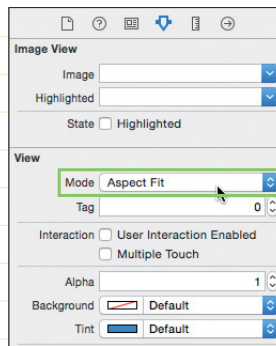 Image View
Image
Highlighted
State Highlighted
View
Mode Aspect Fit
Tag 0
Interaction User Interaction Enabled
Multiple Touch
Alpha 1
Background Default
Tint Default